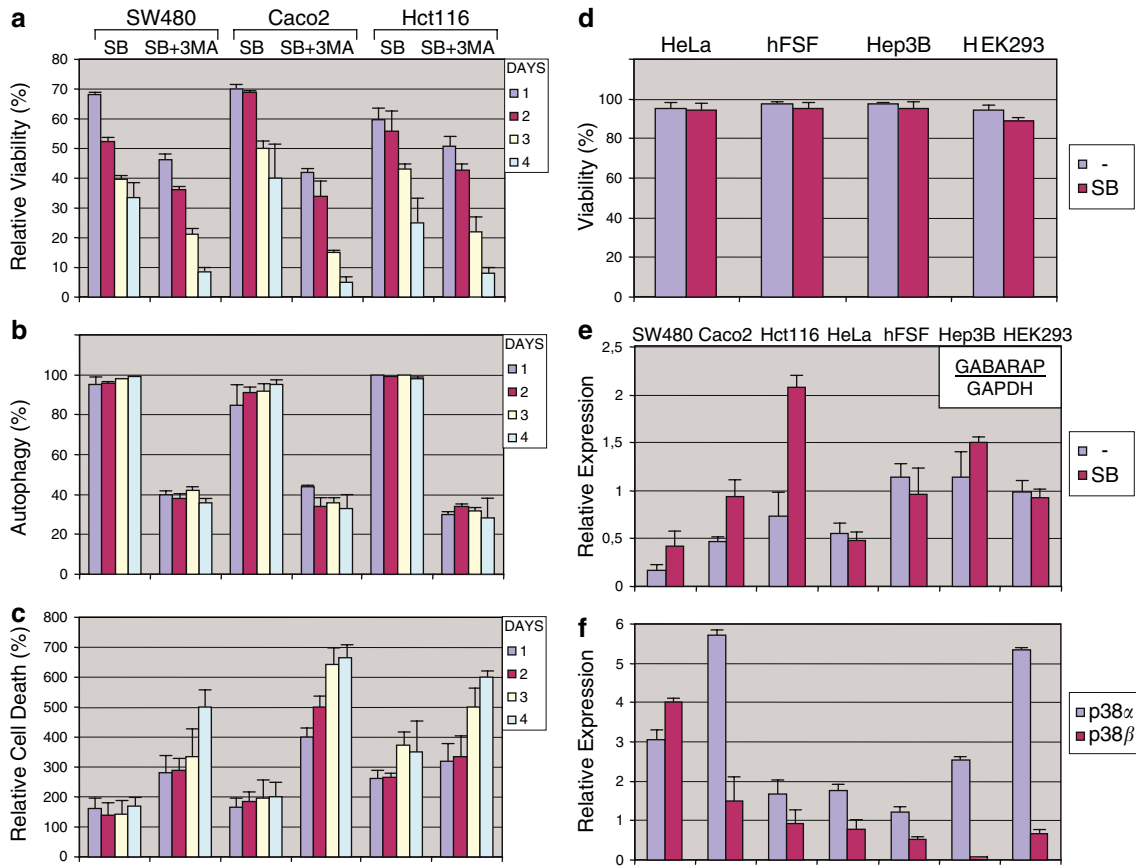 a
SW480 Caco2 Hct116
SB SB+3MA SB SB+3MA SB SB+3MA
DAYS
1
2
3
4
Relative Viability (%)
80
70
60
50
40
30
20
10
0
b
DAYS
1
2
3
4
Autophagy (%)
100
80
60
40
20
0
c
DAYS
1
2
3
4
Relative Cell Death (%)
800
700
600
500
400
300
200
100
0
d
HeLa hFSF Hep3B HEK293
Viability (%)
120
100
80
60
40
20
0
-
SB
e
SW480 Caco2 Hct116 HeLa hFSF Hep3B HEK293
GABARAP
GAPDH
Relative Expression
2,5
2
1,5
1
0,5
0
-
SB
f
Relative Expression
6
5
4
3
2
1
0
p38α
p38β